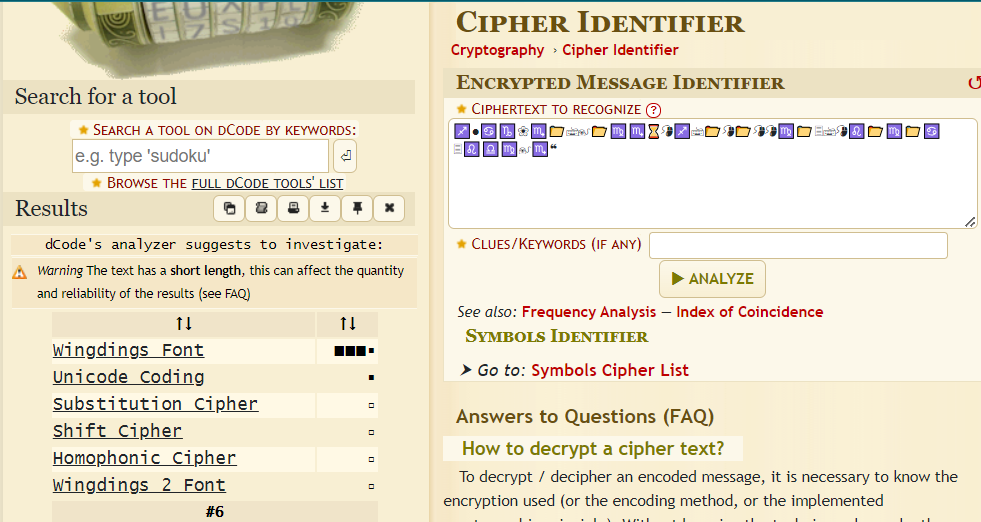 CIPHER IDENTIFIER
Cryptography › Cipher Identifier
ENCRYPTED MESSAGE IDENTIFIER
★ CIPHERTEXT TO RECOGNIZE ?
★ CLUES/KEYWORDS (IF ANY)
▶ ANALYZE
See also: Frequency Analysis — Index of Coincidence
SYMBOLS IDENTIFIER
➤ Go to: Symbols Cipher List
Answers to Questions (FAQ)
How to decrypt a cipher text?
To decrypt / decipher an encoded message, it is necessary to know the
encryption used (or the encoding method, or the implemented
Search for a tool
★ SEARCH A TOOL ON DCODE BY KEYWORDS:
e.g. type 'sudoku'
★ BROWSE THE FULL DCODE TOOLS' LIST
Results
dCode's analyzer suggests to investigate:
Warning The text has a short length, this can affect the quantity
and reliability of the results (see FAQ)
↑↓ ↑↓
Wingdings Font ■■■▪
Unicode Coding ▪
Substitution Cipher ▫
Shift Cipher ▫
Homophonic Cipher ▫
Wingdings 2 Font ▫
#6